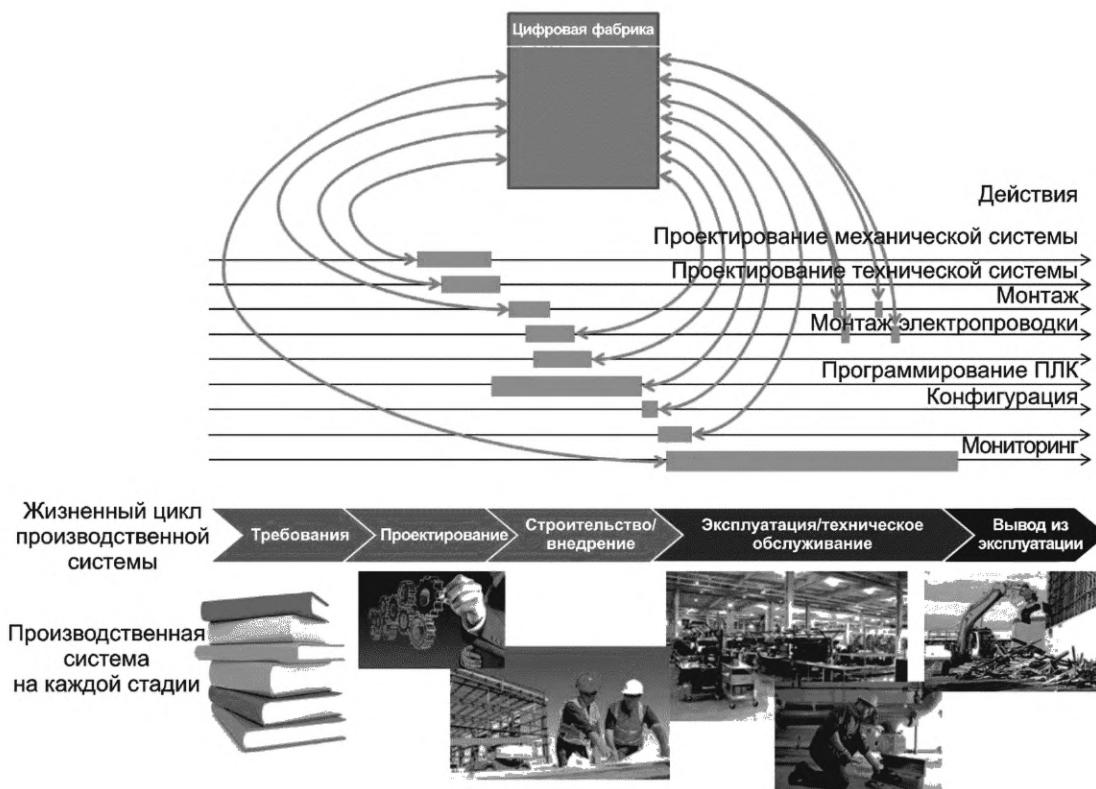 Цифровая фабрика
Действия
Проектирование механической системы
Проектирование технической системы
Монтаж
Монтаж электропроводки
Программирование ПЛК
Конфигурация
Мониторинг
Жизненный цикл
производственной
системы
Требования
Проектирование
Строительство/
внедрение
Эксплуатация/техническое
обслуживание
Вывод из
эксплуатации
Производственная
система
на каждой стадии